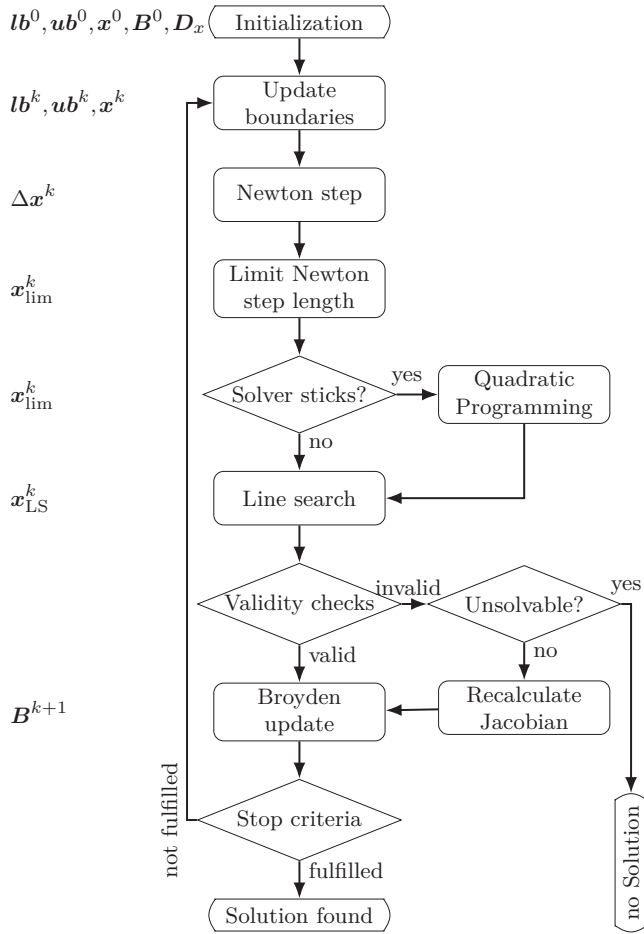 lb⁰, ub⁰, x⁰, B⁰, Dₓ
Initialization
lbᵏ, ubᵏ, xᵏ
Update
boundaries
Δxᵏ
Newton step
xᵏ_lim
Limit Newton
step length
xᵏ_lim
Solver sticks?
yes
Quadratic
Programming
no
xᵏ_LS
Line search
Validity checks
invalid
Unsolvable?
yes
valid
no
Bᵏ⁺¹
Broyden
update
Recalculate
Jacobian
not fulfilled
Stop criteria
no Solution
fulfilled
Solution found